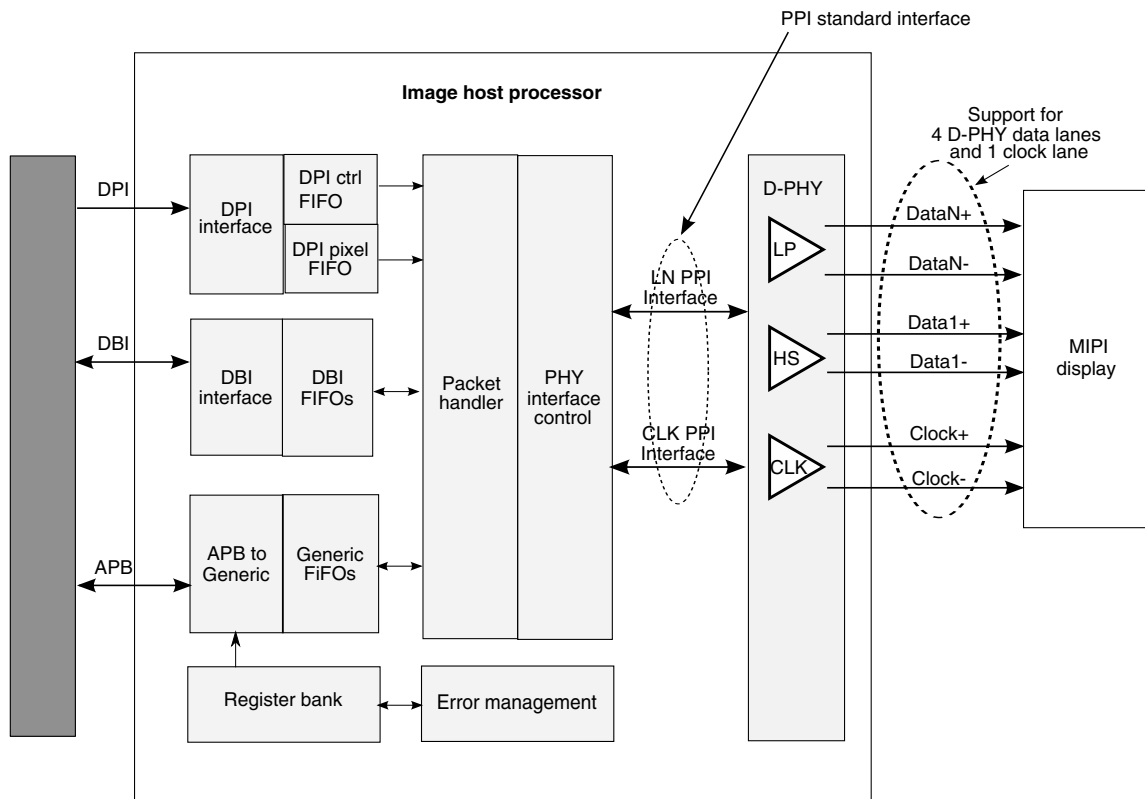 PPI standard interface
Image host processor
Support for
4 D-PHY data lanes
and 1 clock lane
DPI
DPI
interface
DPI ctrl
FIFO
DPI pixel
FIFO
D-PHY
LP
DataN+
DataN-
LN PPI
Interface
DBI
DBI
interface
DBI
FIFOs
Packet
handler
PHY
interface
control
HS
Data1+
Data1-
MIPI
display
CLK PPI
Interface
CLK
Clock+
Clock-
APB
APB to
Generic
Generic
FiFOs
Register bank
Error management